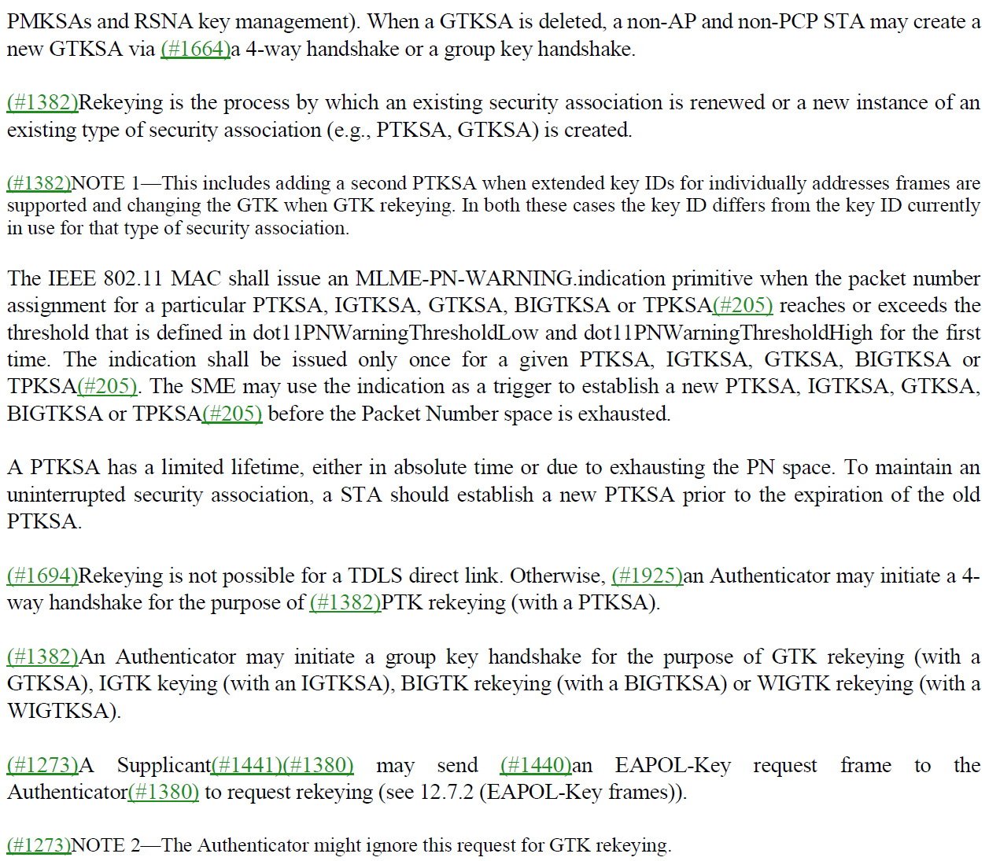 PMKSAs and RSNA key management). When a GTKSA is deleted, a non-AP and non-PCP STA may create a
new GTKSA via (#1664)a 4-way handshake or a group key handshake.
(#1382)Rekeying is the process by which an existing security association is renewed or a new instance of an
existing type of security association (e.g., PTKSA, GTKSA) is created.
(#1382)NOTE 1—This includes adding a second PTKSA when extended key IDs for individually addresses frames are
supported and changing the GTK when GTK rekeying. In both these cases the key ID differs from the key ID currently
in use for that type of security association.
The IEEE 802.11 MAC shall issue an MLME-PN-WARNING.indication primitive when the packet number
assignment for a particular PTKSA, IGTKSA, GTKSA, BIGTKSA or TPKSA(#205) reaches or exceeds the
threshold that is defined in dot11PNWarningThresholdLow and dot11PNWarningThresholdHigh for the first
time. The indication shall be issued only once for a given PTKSA, IGTKSA, GTKSA, BIGTKSA or
TPKSA(#205). The SME may use the indication as a trigger to establish a new PTKSA, IGTKSA, GTKSA,
BIGTKSA or TPKSA(#205) before the Packet Number space is exhausted.
A PTKSA has a limited lifetime, either in absolute time or due to exhausting the PN space. To maintain an
uninterrupted security association, a STA should establish a new PTKSA prior to the expiration of the old
PTKSA.
(#1694)Rekeying is not possible for a TDLS direct link. Otherwise, (#1925)an Authenticator may initiate a 4-
way handshake for the purpose of (#1382)PTK rekeying (with a PTKSA).
(#1382)An Authenticator may initiate a group key handshake for the purpose of GTK rekeying (with a
GTKSA), IGTK keying (with an IGTKSA), BIGTK rekeying (with a BIGTKSA) or WIGTK rekeying (with a
WIGTKSA).
(#1273)A Supplicant(#1441)(#1380) may send (#1440)an EAPOL-Key request frame to the
Authenticator(#1380) to request rekeying (see 12.7.2 (EAPOL-Key frames)).
(#1273)NOTE 2—The Authenticator might ignore this request for GTK rekeying.